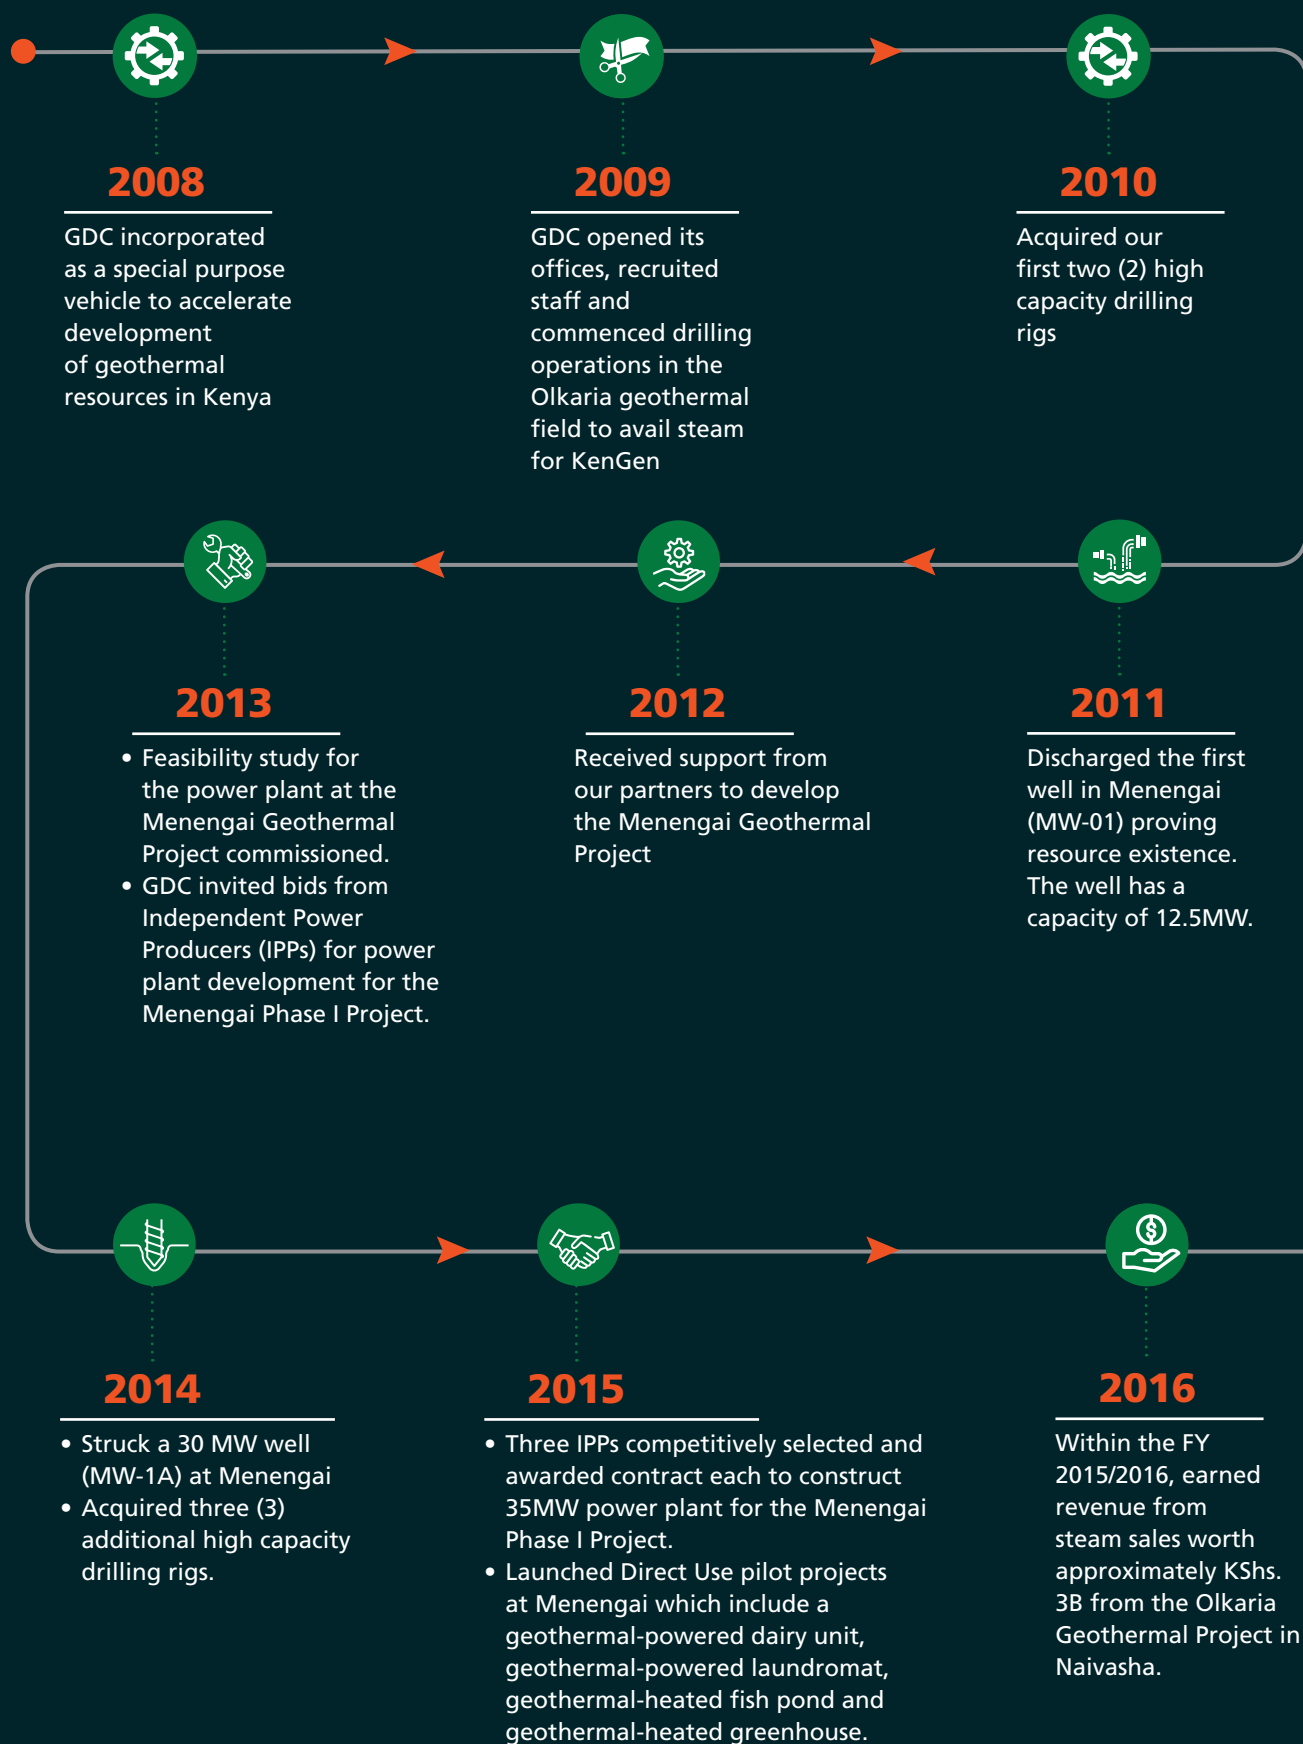 2008
GDC incorporated
as a special purpose
vehicle to accelerate
development
of geothermal
resources in Kenya
2009
GDC opened its
offices, recruited
staff and
commenced drilling
operations in the
Olkaria geothermal
field to avail steam
for KenGen
2010
Acquired our
first two (2) high
capacity drilling
rigs
2011
Discharged the first
well in Menengai
(MW-01) proving
resource existence.
The well has a
capacity of 12.5MW.
2012
Received support from
our partners to develop
the Menengai Geothermal
Project
2013
• Feasibility study for
the power plant at the
Menengai Geothermal
Project commissioned.
• GDC invited bids from
Independent Power
Producers (IPPs) for power
plant development for the
Menengai Phase I Project.
2014
• Struck a 30 MW well
(MW-1A) at Menengai
• Acquired three (3)
additional high capacity
drilling rigs.
2015
• Three IPPs competitively selected and
awarded contract each to construct
35MW power plant for the Menengai
Phase I Project.
• Launched Direct Use pilot projects
at Menengai which include a
geothermal-powered dairy unit,
geothermal-powered laundromat,
geothermal-heated fish pond and
geothermal-heated greenhouse.
2016
Within the FY
2015/2016, earned
revenue from
steam sales worth
approximately KShs.
3B from the Olkaria
Geothermal Project in
Naivasha.